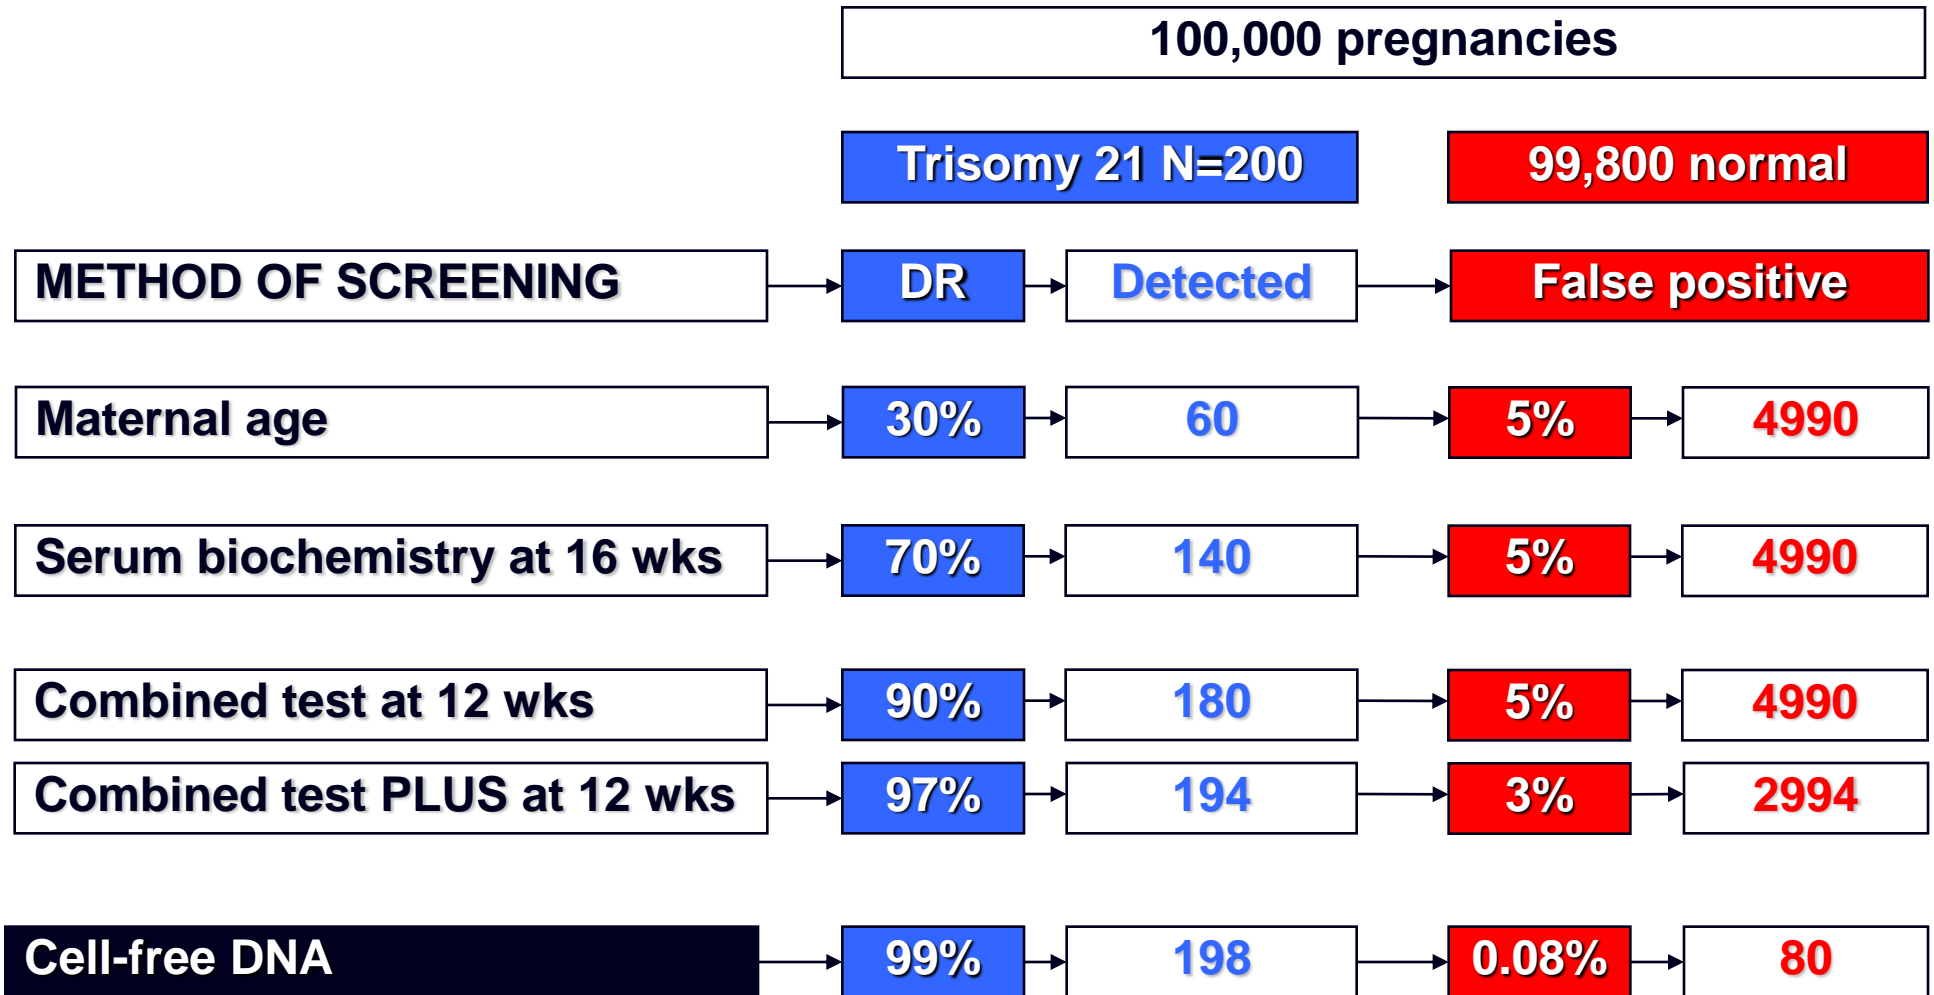 100,000 pregnancies
Trisomy 21 N=200 99,800 normal
METHOD OF SCREENING DR Detected False positive
Maternal age 30% 60 5% 4990
Serum biochemistry at 16 wks 70% 140 5% 4990
Combined test at 12 wks 90% 180 5% 4990
Combined test PLUS at 12 wks 97% 194 3% 2994
Cell-free DNA 99% 198 0.08% 80